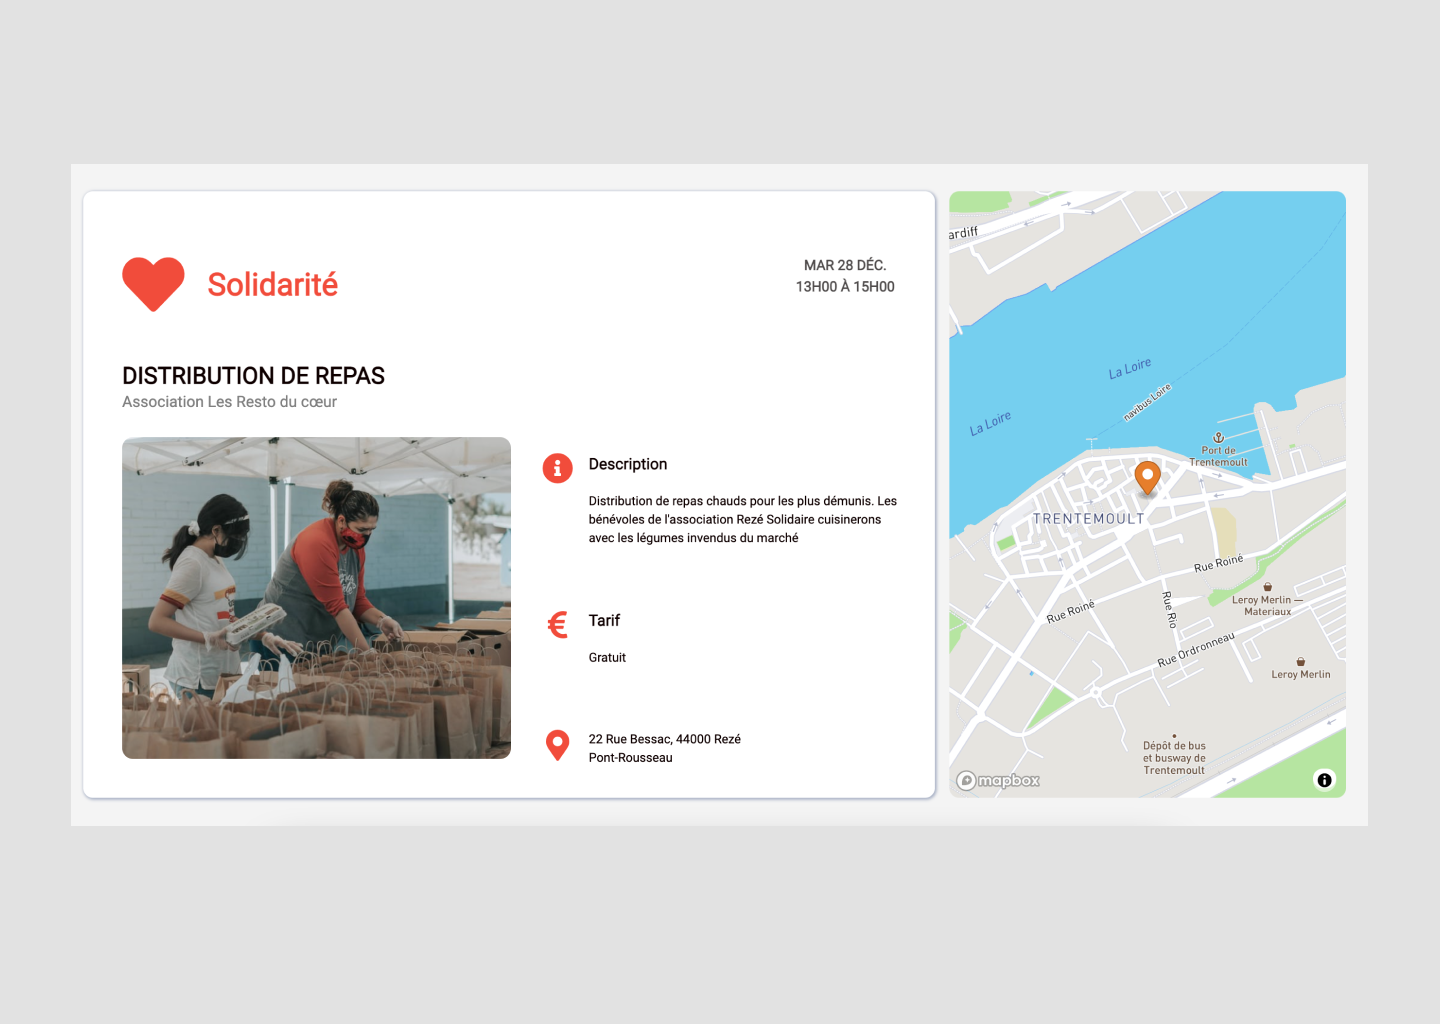 Solidarité
MAR 28 DÉC.
13H00 À 15H00
DISTRIBUTION DE REPAS
Association Les Resto du cœur
Description
Distribution de repas chauds pour les plus démunis. Les
bénévoles de l'association Rezé Solidaire cuisinerons
avec les légumes invendus du marché
Tarif
Gratuit
22 Rue Bessac, 44000 Rezé
Pont-Rousseau
ardiff
La Loire
navibus Loire
La Loire
Port de
Trentemoult
TRENTEMOULT
Rue Roiné
Leroy Merlin —
Materiaux
Rue Roiné
Rue Rio
Rue Ordronneau
Leroy Merlin
Dépôt de bus
et busway de
Trentemoult
mapbox